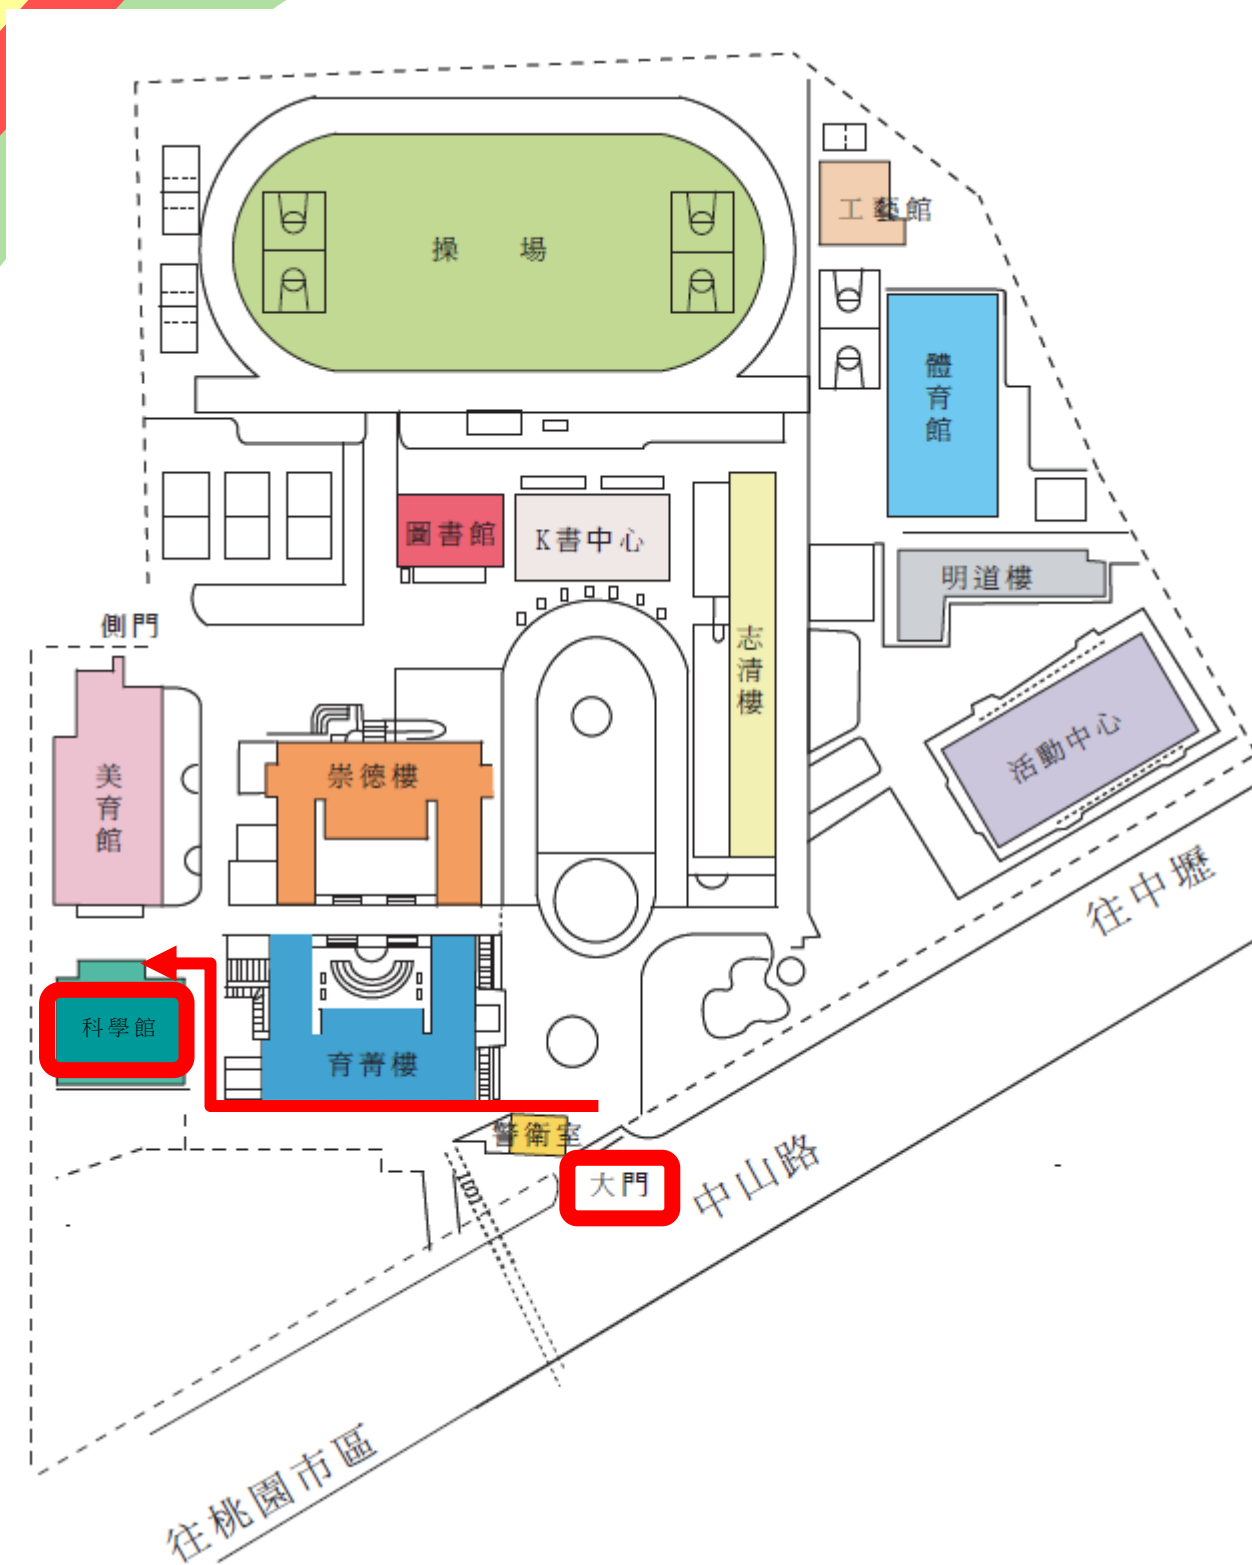 工藝館
操場
體育館
圖書館
K書中心
明道樓
側門
志清樓
活動中心
崇德樓
美育館
往中壢
科學館
育菁樓
警衛室
大門
中山路
往桃園市區